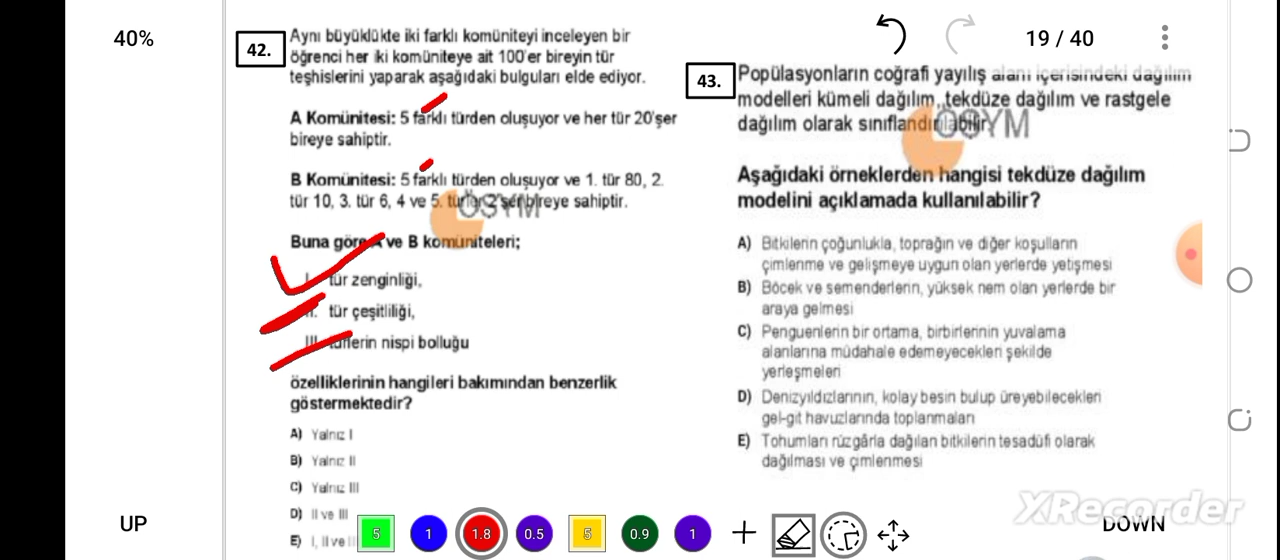 40%
19 / 40
42.
Aynı büyüklükte iki farklı komüniteyi inceleyen bir
öğrenci her iki komüniteye ait 100'er bireyin tür
teşhislerini yaparak aşağıdaki bulguları elde ediyor.
A Komünitesi: 5 farklı türden oluşuyor ve her tür 20'şer
bireye sahiptir.
B Komünitesi: 5 farklı türden oluşuyor ve 1. tür 80, 2.
tür 10, 3. tür 6, 4 ve 5. türler 2'şer bireye sahiptir.
ÖSYM
Buna göre A ve B komüniteleri;
I. tür zenginliği,
II. tür çeşitliliği,
III. türlerin nispi bolluğu
özelliklerinin hangileri bakımından benzerlik
göstermektedir?
A) Yalnız I
B) Yalnız II
C) Yalnız III
D) II ve III
E) I, II ve
43.
Popülasyonların coğrafi yayılış alanı içerisindeki dağılım
modelleri kümeli dağılım, tekdüze dağılım ve rastgele
dağılım olarak sınıflandırılabilir.
ÖSYM
Aşağıdaki örneklerden hangisi tekdüze dağılım
modelini açıklamada kullanılabilir?
A) Bitkilerin çoğunlukla, toprağın ve diğer koşulların
çimlenme ve gelişmeye uygun olan yerlerde yetişmesi
B) Böcek ve semenderlerin, yüksek nem olan yerlerde bir
araya gelmesi
C) Penguenlerin bir ortama, birbirlerinin yuvalama
alanlarına müdahale edemeyecekleri şekilde
yerleşmeleri
D) Denizyıldızlarının, kolay besin bulup üreyebilecekleri
gel-git havuzlarında toplanmaları
E) Tohumları rüzgârla dağılan bitkilerin tesadüfi olarak
dağılması ve çimlenmesi
XRecorder
UP
5 1 1.8 0.5 5 0.9 1
DOWN